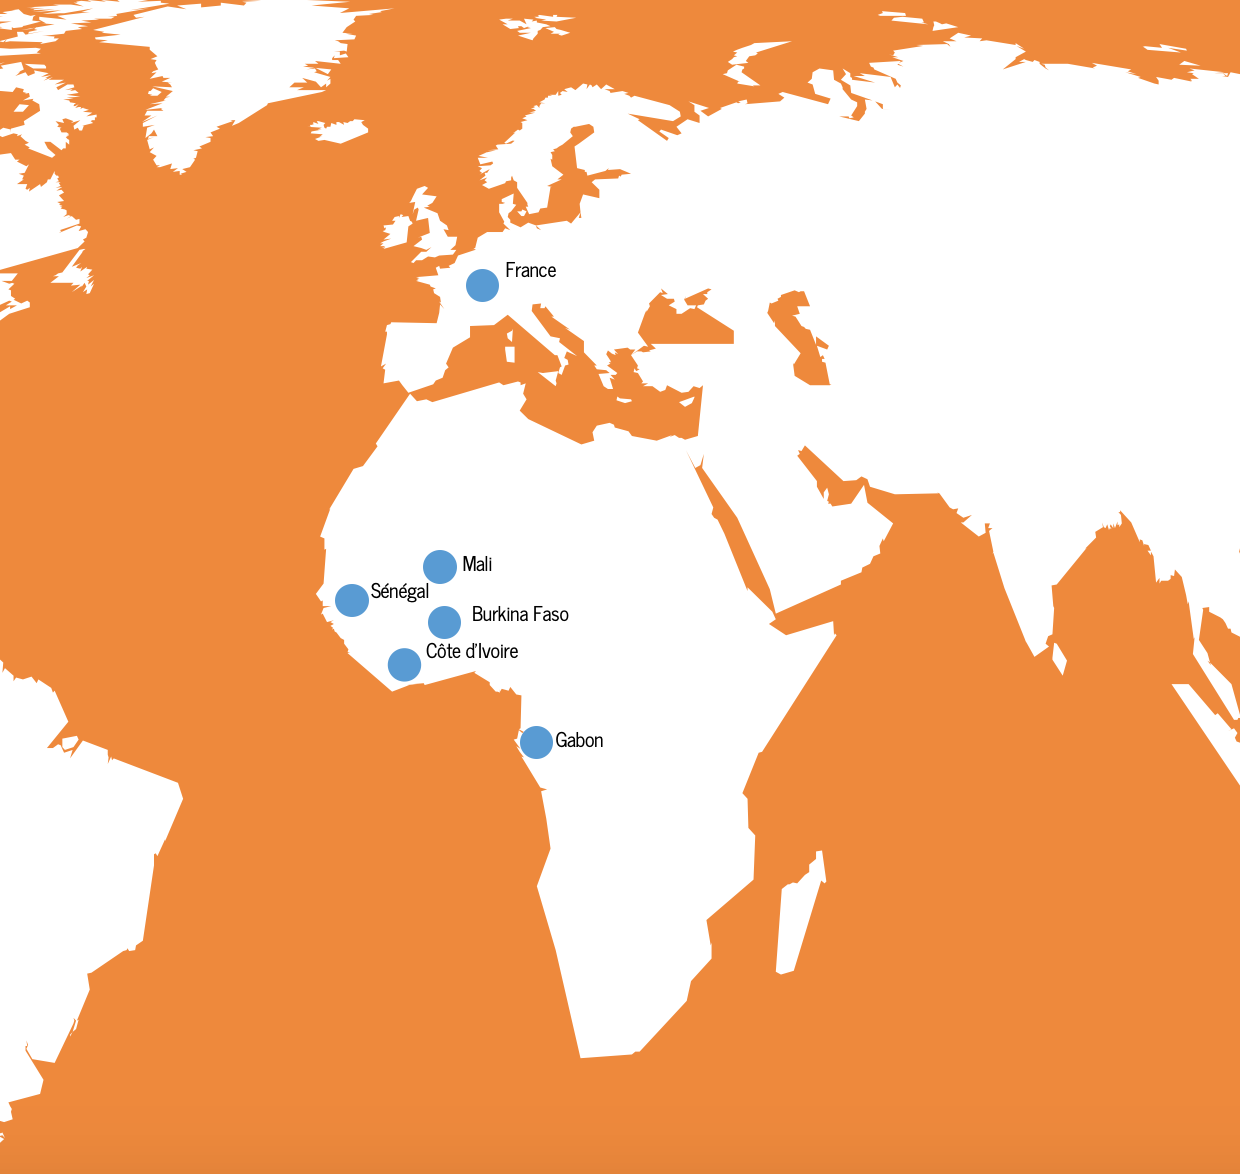 France
Mali
Sénégal
Burkina Faso
Côte d'Ivoire
Gabon